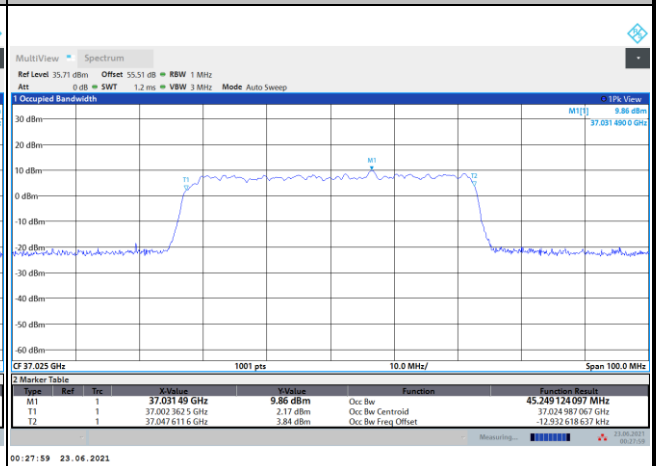 MultiView Spectrum
Ref Level 35.71 dBm Offset 55.51 dB RBW 1 MHz
Att 0 dB SWT 1.2 ms VBW 3 MHz Mode Auto Sweep
1 Occupied Bandwidth 1Pk View
M1[1] 9.86 dBm
37.031 490 0 GHz
30 dBm
20 dBm
M1
10 dBm
T1 T2
0 dBm
-10 dBm
-20 dBm
-30 dBm
-40 dBm
-50 dBm
-60 dBm
CF 37.025 GHz 1001 pts 10.0 MHz/ Span 100.0 MHz
2 Marker Table
Type Ref Trc X-Value Y-Value Function Function Result
M1 1 37.031 49 GHz 9.86 dBm Occ Bw 45.249 124 097 MHz
T1 1 37.002 362 5 GHz 2.17 dBm Occ Bw Centroid 37.024 987 067 GHz
T2 1 37.047 611 6 GHz 3.84 dBm Occ Bw Freq Offset -12.932 618 637 kHz
Measuring... 23.06.2021
00:27:59
00:27:59 23.06.2021